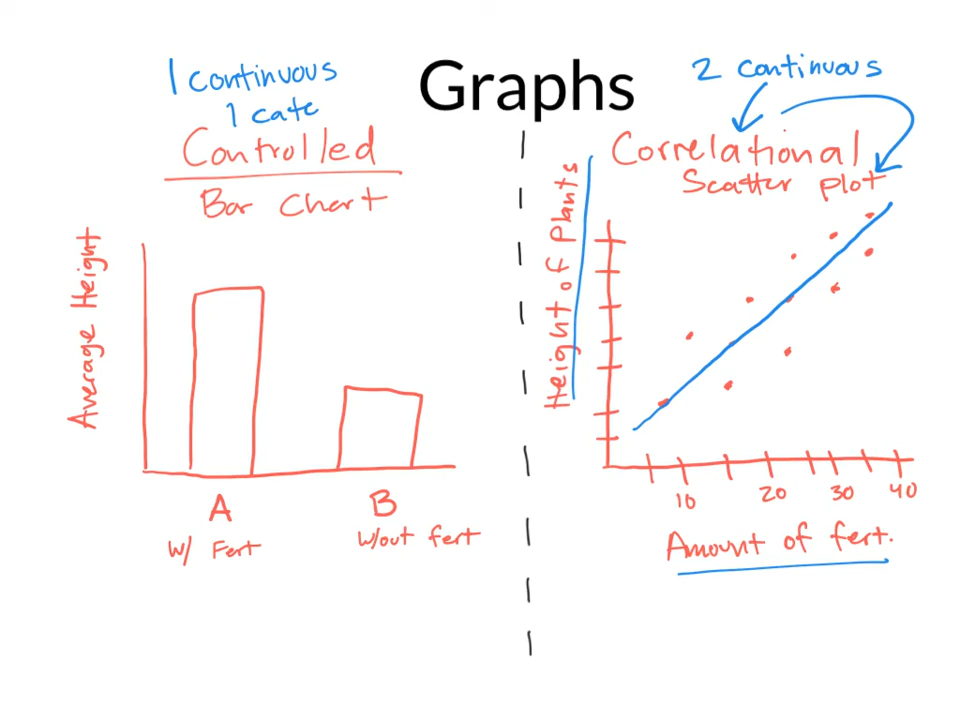 Graphs
1 continuous
1 cate
Controlled
Bar Chart
Average Height
A
B
w/ Fert
w/out fert
2 continuous
Correlational
Scatter plot
Height of Plants
10 20 30 40
Amount of fert.